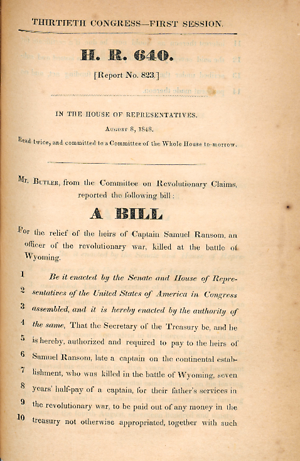 THIRTIETH CONGRESS—FIRST SESSION.
H. R. 640.
[Report No. 823.]
IN THE HOUSE OF REPRESENTATIVES.
August 8, 1848.
Read twice, and committed to a Committee of the Whole House to-morrow.
Mr. Butler, from the Committee on Revolutionary Claims,
reported the following bill:
A BILL
For the relief of the heirs of Captain Samuel Ransom, an
officer of the revolutionary war, killed at the battle of
Wyoming.
1 Be it enacted by the Senate and House of Repre-
2 sentatives of the United States of America in Congress
3 assembled, and it is hereby enacted by the authority of
4 the same, That the Secretary of the Treasury be, and he
5 is hereby, authorized and required to pay to the heirs of
6 Samuel Ransom, late a captain on the continental estab-
7 lishment, who was killed in the battle of Wyoming, seven
8 years' half-pay of a captain, for their father's services in
9 the revolutionary war, to be paid out of any money in the
10 treasury not otherwise appropriated, together with such